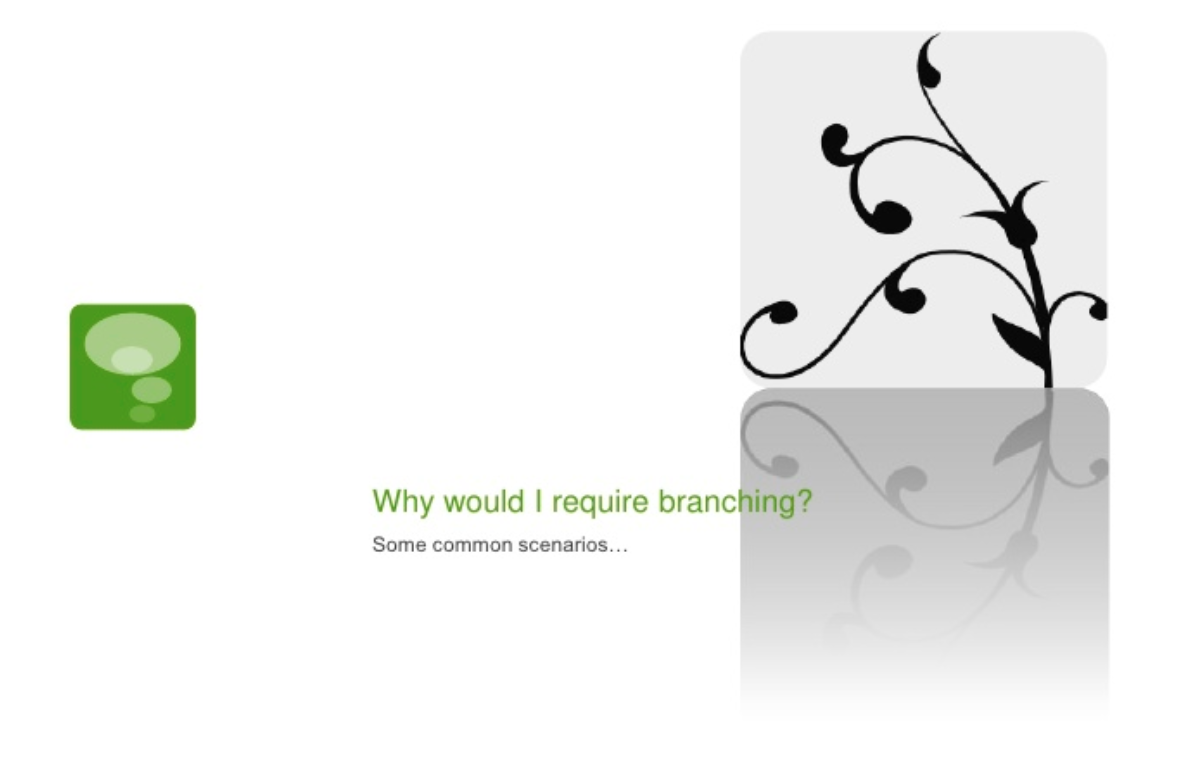 Why would I require branching?
Some common scenarios…